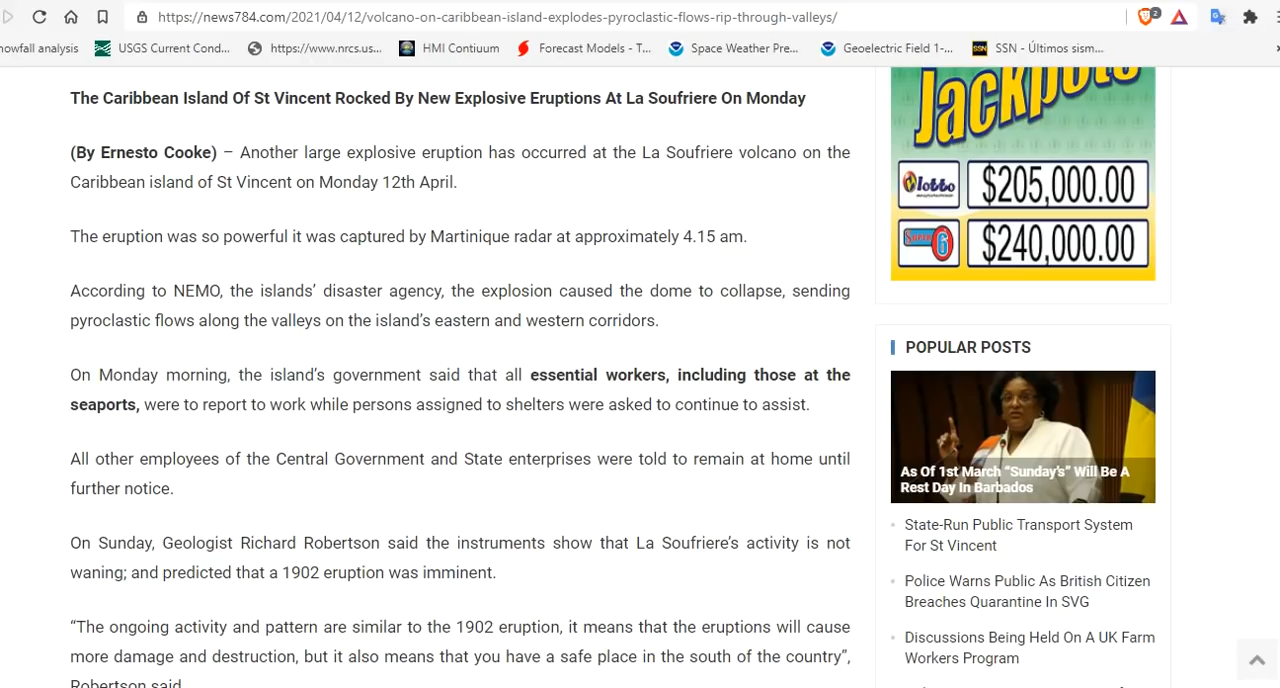 https://news784.com/2021/04/12/volcano-on-caribbean-island-explodes-pyroclastic-flows-rip-through-valleys/
2
nowfall analysis
USGS Current Cond...
https://www.nrcs.us...
HMI Contiuum
Forecast Models - T...
Space Weather Pre...
Geoelectric Field 1-...
SSN
SSN - Últimos sism...
The Caribbean Island Of St Vincent Rocked By New Explosive Eruptions At La Soufriere On Monday
(By Ernesto Cooke) – Another large explosive eruption has occurred at the La Soufriere volcano on the
Caribbean island of St Vincent on Monday 12th April.
The eruption was so powerful it was captured by Martinique radar at approximately 4.15 am.
According to NEMO, the islands’ disaster agency, the explosion caused the dome to collapse, sending
pyroclastic flows along the valleys on the island’s eastern and western corridors.
On Monday morning, the island’s government said that all essential workers, including those at the
seaports, were to report to work while persons assigned to shelters were asked to continue to assist.
All other employees of the Central Government and State enterprises were told to remain at home until
further notice.
On Sunday, Geologist Richard Robertson said the instruments show that La Soufriere’s activity is not
waning; and predicted that a 1902 eruption was imminent.
“The ongoing activity and pattern are similar to the 1902 eruption, it means that the eruptions will cause
more damage and destruction, but it also means that you have a safe place in the south of the country”,
Robertson said
Jackpots
lotto
$205,000.00
Super 6
$240,000.00
POPULAR POSTS
As Of 1st March “Sunday’s” Will Be A
Rest Day In Barbados
State-Run Public Transport System
For St Vincent
Police Warns Public As British Citizen
Breaches Quarantine In SVG
Discussions Being Held On A UK Farm
Workers Program